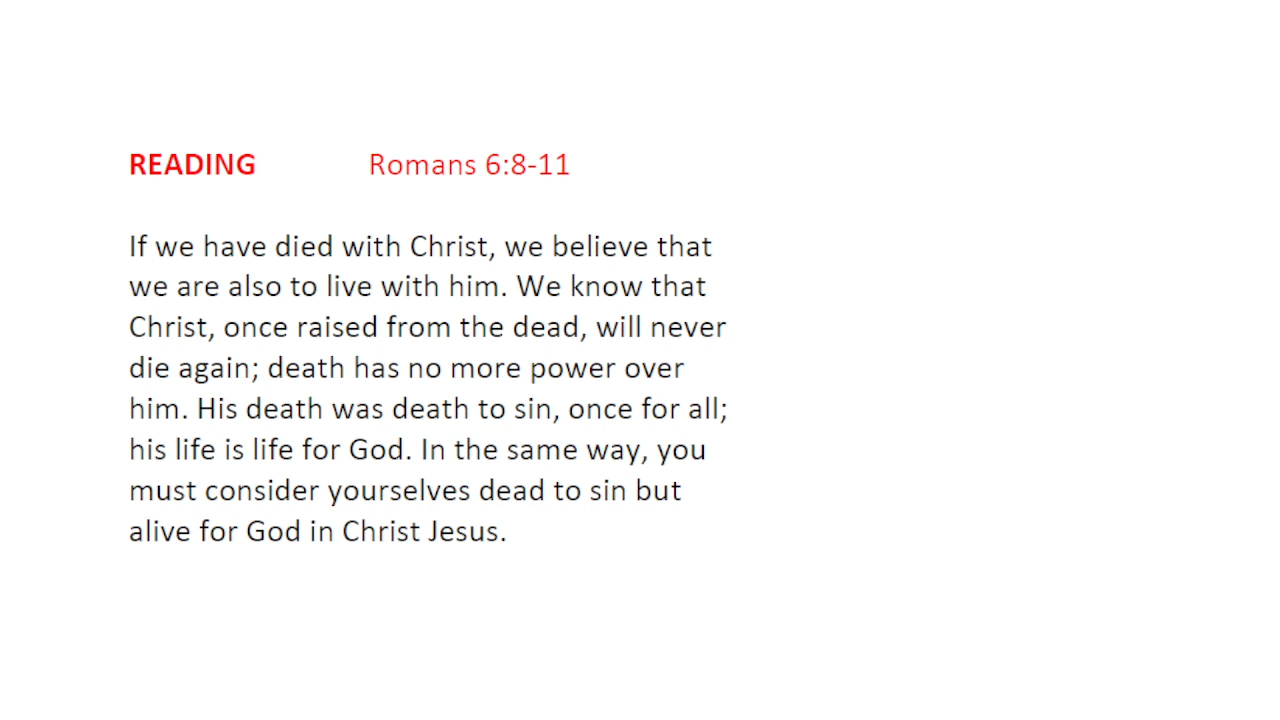 READING Romans 6:8-11
If we have died with Christ, we believe that
we are also to live with him. We know that
Christ, once raised from the dead, will never
die again; death has no more power over
him. His death was death to sin, once for all;
his life is life for God. In the same way, you
must consider yourselves dead to sin but
alive for God in Christ Jesus.